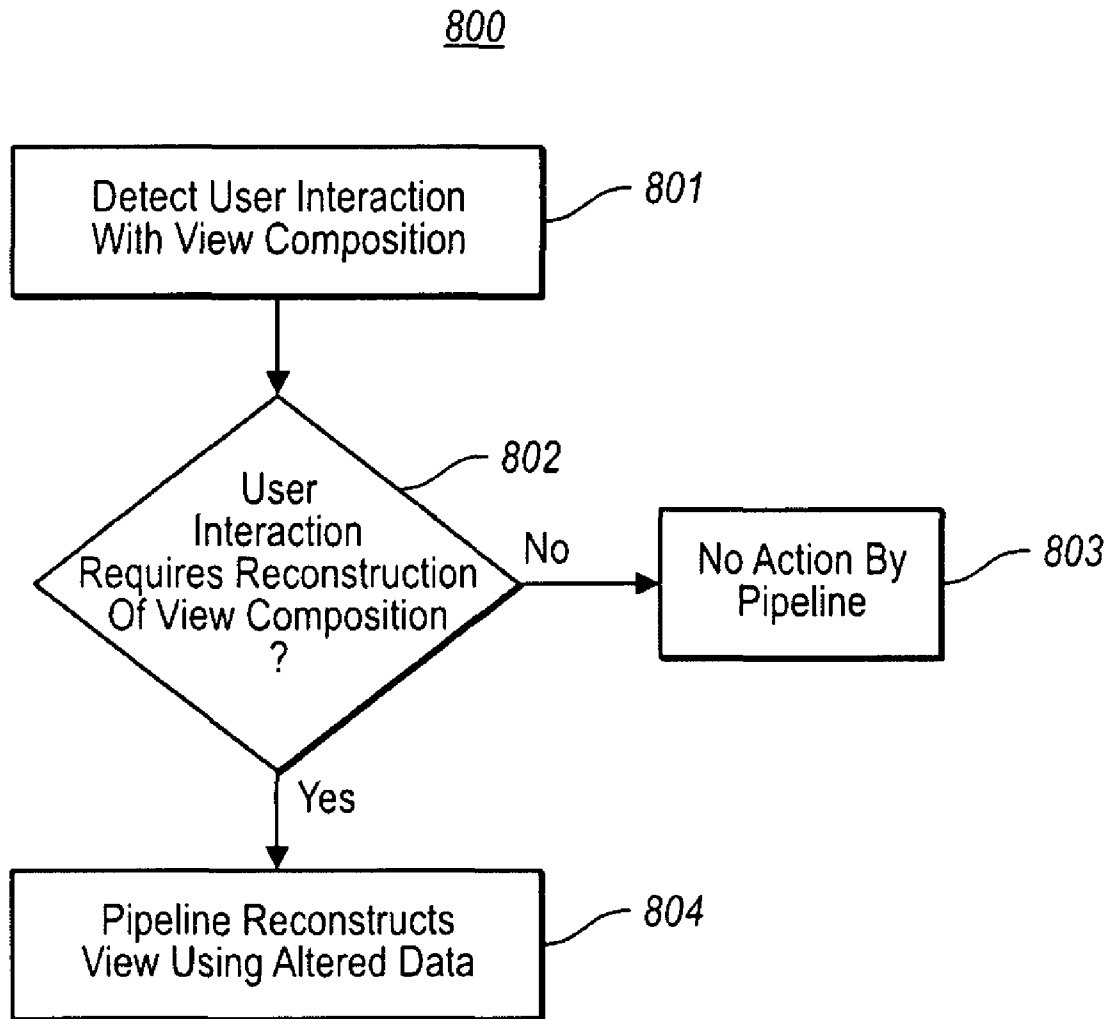 800
Detect User Interaction
With View Composition
801
User
Interaction
Requires Reconstruction
Of View Composition
?
802
No
No Action By
Pipeline
803
Yes
Pipeline Reconstructs
View Using Altered Data
804